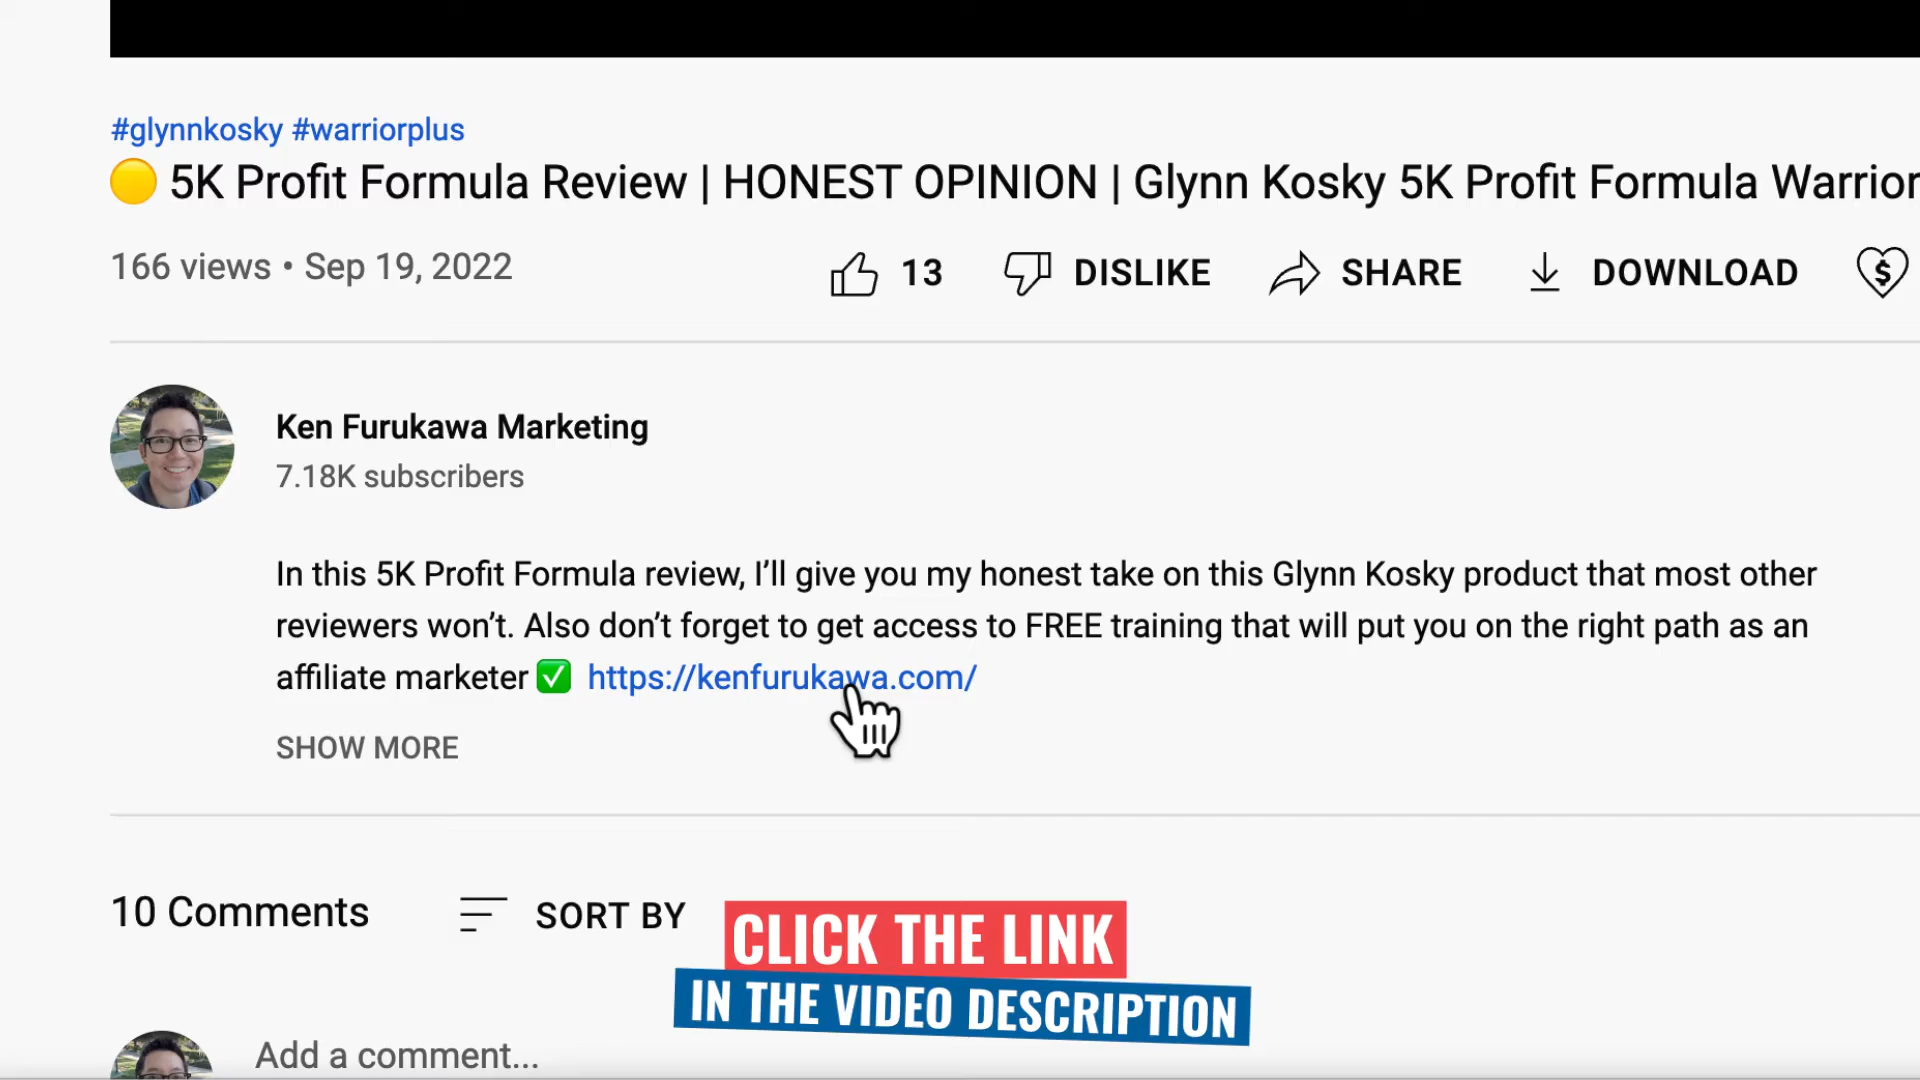 #glynnkosky #warriorplus
5K Profit Formula Review | HONEST OPINION | Glynn Kosky 5K Profit Formula Warrior
166 views • Sep 19, 2022
13 DISLIKE SHARE DOWNLOAD
Ken Furukawa Marketing
7.18K subscribers
In this 5K Profit Formula review, I’ll give you my honest take on this Glynn Kosky product that most other
reviewers won’t. Also don’t forget to get access to FREE training that will put you on the right path as an
affiliate marketer ✅ https://kenfurukawa.com/
SHOW MORE
10 Comments SORT BY
CLICK THE LINK
IN THE VIDEO DESCRIPTION
Add a comment...